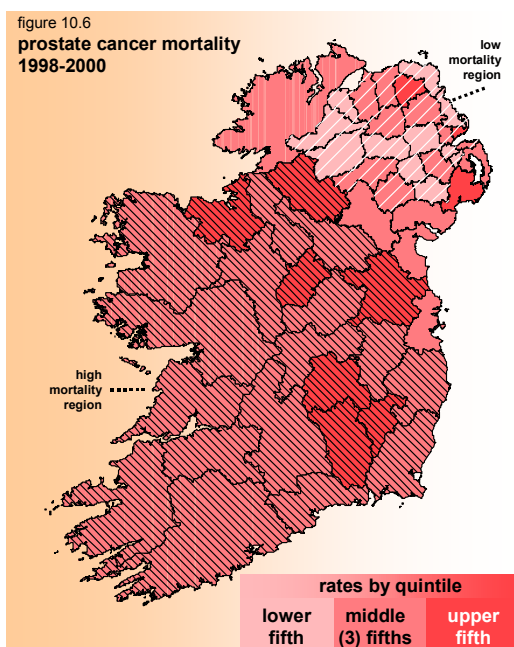 figure 10.6
prostate cancer mortality
1998-2000
low
mortality
region
high
mortality
region
rates by quintile
lower
fifth
middle
(3) fifths
upper
fifth